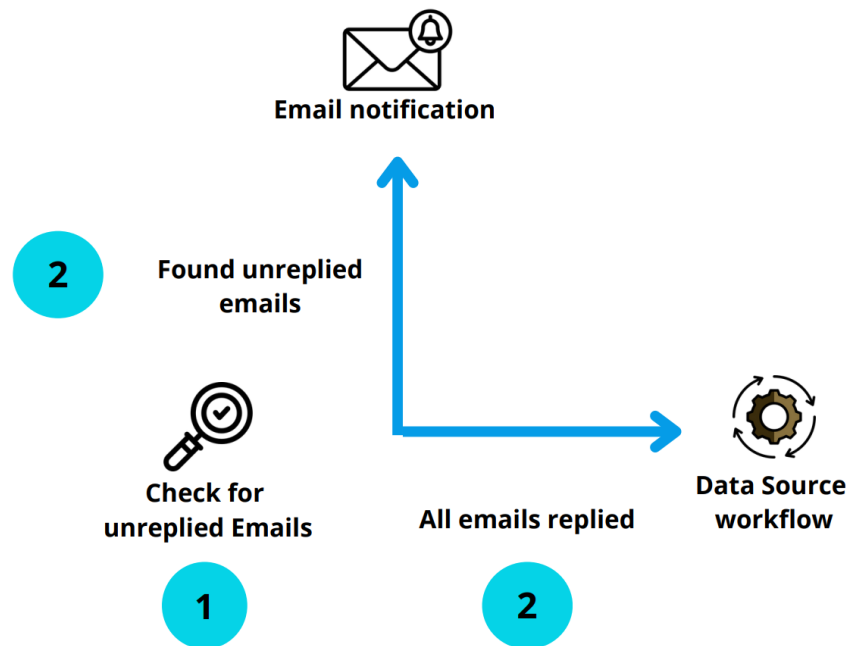 Email notification
2
Found unreplied
emails
Check for
unreplied Emails
1
All emails replied
2
Data Source
workflow